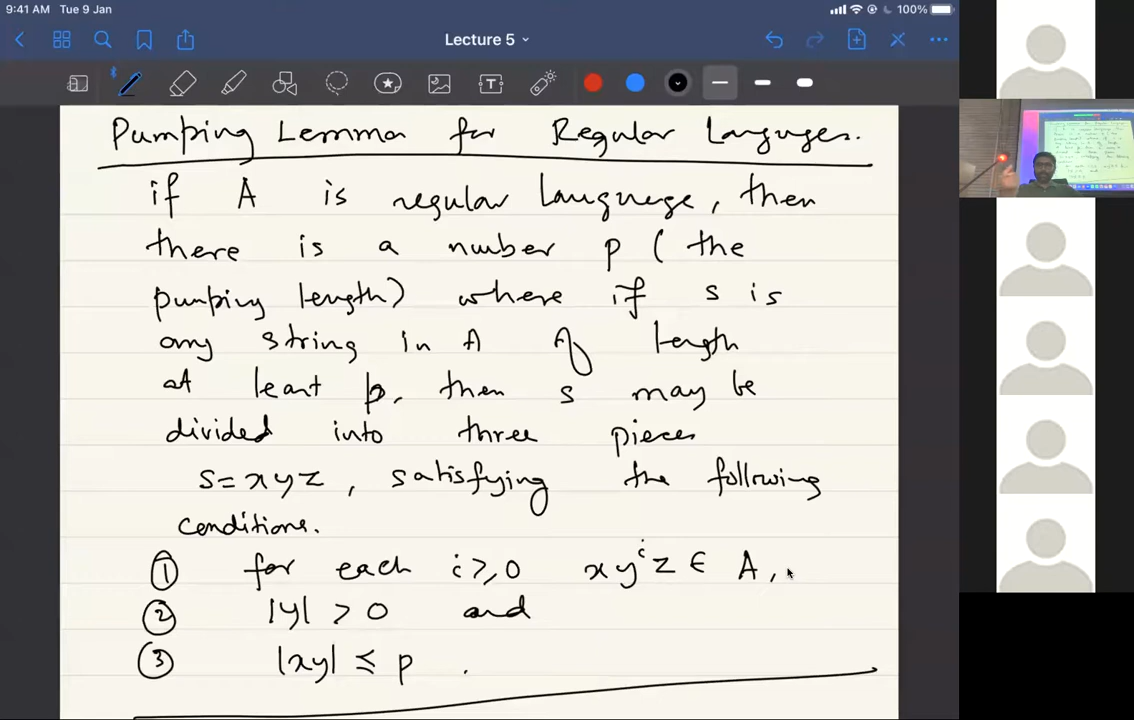 9:41 AM Tue 9 Jan 100%
Lecture 5
Pumping Lemma for Regular Languges.
if A is regular language, then
there is a number p (the
pumping length) where if s is
any string in A of length
at least p, then s may be
divided into three pieces
s=xyz, satisfying the following
conditions.
① for each i≥0 xyⁱz ∈ A,
② |y| > 0 and
③ |xy| ≤ p.